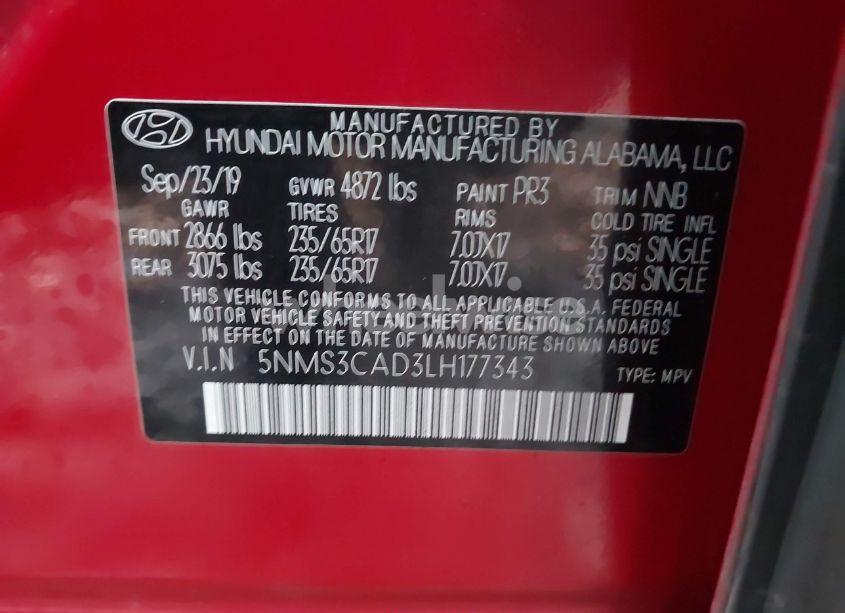 MANUFACTURED BY
HYUNDAI MOTOR MANUFACTURING ALABAMA, LLC
Sep/23/19 GVWR 4872 lbs PAINT PR3 TRIM NNB
GAWR TIRES RIMS COLD TIRE INFL
FRONT 2866 lbs 235/65R17 7.0JX17 35 psi SINGLE
REAR 3075 lbs 235/65R17 7.0JX17 35 psi SINGLE
THIS VEHICLE CONFORMS TO ALL APPLICABLE U.S.A. FEDERAL
MOTOR VEHICLE SAFETY AND THEFT PREVENTION STANDARDS
IN EFFECT ON THE DATE OF MANUFACTURE SHOWN ABOVE
V.I.N 5NMS3CAD3LH177343 TYPE: MPV